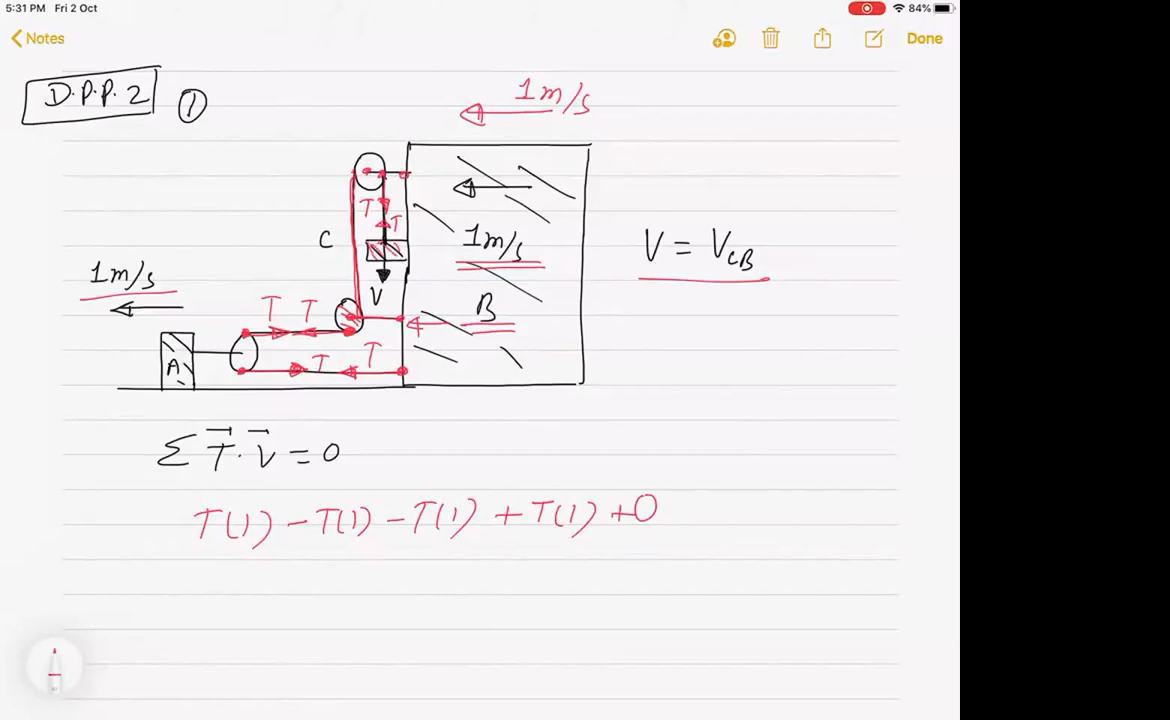 5:31 PM Fri 2 Oct
84%
Notes
Done
D.P.P. 2 ①
1m/s
T
T
C
1m/s
V = V_CB
1m/s
V
B
T T
T T
A
Σ T⃗ · V⃗ = 0
T(1) - T(1) - T(1) + T(1) + 0